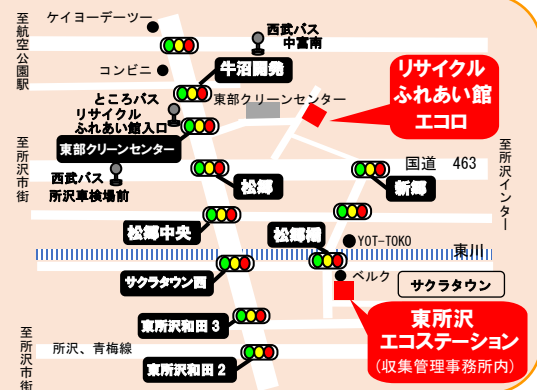 至航空公園駅
ケイヨーデーツー
西武バス
中富南
コンビニ
牛沼開発
リサイクル
ふれあい館
エコロ
ところバス
リサイクル
ふれあい館入口
東部クリーンセンター
東部クリーンセンター
至所沢市街
西武バス
所沢車検場前
松郷
国道 463
新郷
至所沢インター
松郷中央
松郷橋
YOT-TOKO
東川
サクラタウン西
ベルク
サクラタウン
東所沢和田3
東所沢
エコステーション
(収集管理事務所内)
至所沢市街
所沢、青梅線
東所沢和田2